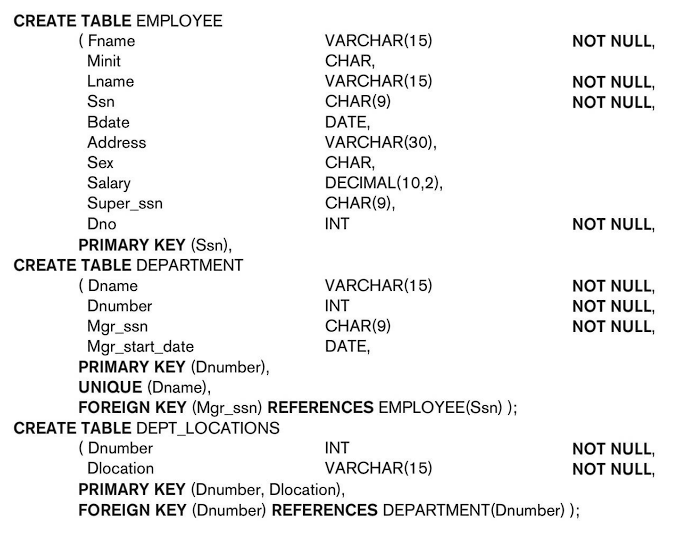 CREATE TABLE EMPLOYEE
( Fname VARCHAR(15) NOT NULL,
Minit CHAR,
Lname VARCHAR(15) NOT NULL,
Ssn CHAR(9) NOT NULL,
Bdate DATE,
Address VARCHAR(30),
Sex CHAR,
Salary DECIMAL(10,2),
Super_ssn CHAR(9),
Dno INT NOT NULL,
PRIMARY KEY (Ssn),
CREATE TABLE DEPARTMENT
( Dname VARCHAR(15) NOT NULL,
Dnumber INT NOT NULL,
Mgr_ssn CHAR(9) NOT NULL,
Mgr_start_date DATE,
PRIMARY KEY (Dnumber),
UNIQUE (Dname),
FOREIGN KEY (Mgr_ssn) REFERENCES EMPLOYEE(Ssn) );
CREATE TABLE DEPT_LOCATIONS
( Dnumber INT NOT NULL,
Dlocation VARCHAR(15) NOT NULL,
PRIMARY KEY (Dnumber, Dlocation),
FOREIGN KEY (Dnumber) REFERENCES DEPARTMENT(Dnumber) );